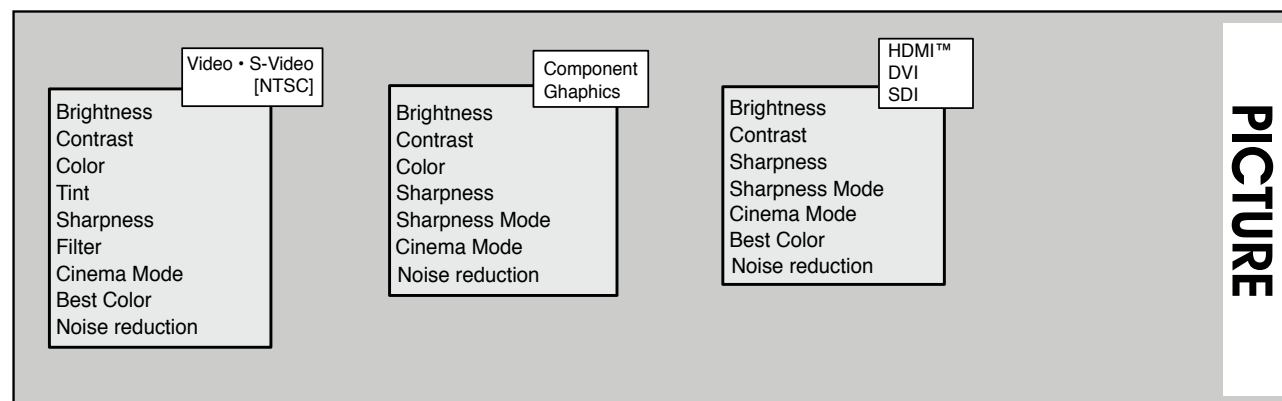 Video • S-Video
[NTSC]
Brightness
Contrast
Color
Tint
Sharpness
Filter
Cinema Mode
Best Color
Noise reduction
Component
Ghaphics
Brightness
Contrast
Color
Sharpness
Sharpness Mode
Cinema Mode
Noise reduction
HDMI™
DVI
SDI
Brightness
Contrast
Sharpness
Sharpness Mode
Cinema Mode
Best Color
Noise reduction
PICTURE